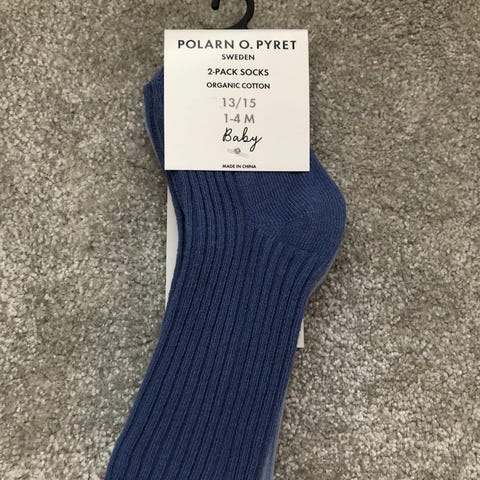 POLARN O. PYRET
SWEDEN
2-PACK SOCKS
ORGANIC COTTON
13/15
1-4 M
Baby
MADE IN CHINA